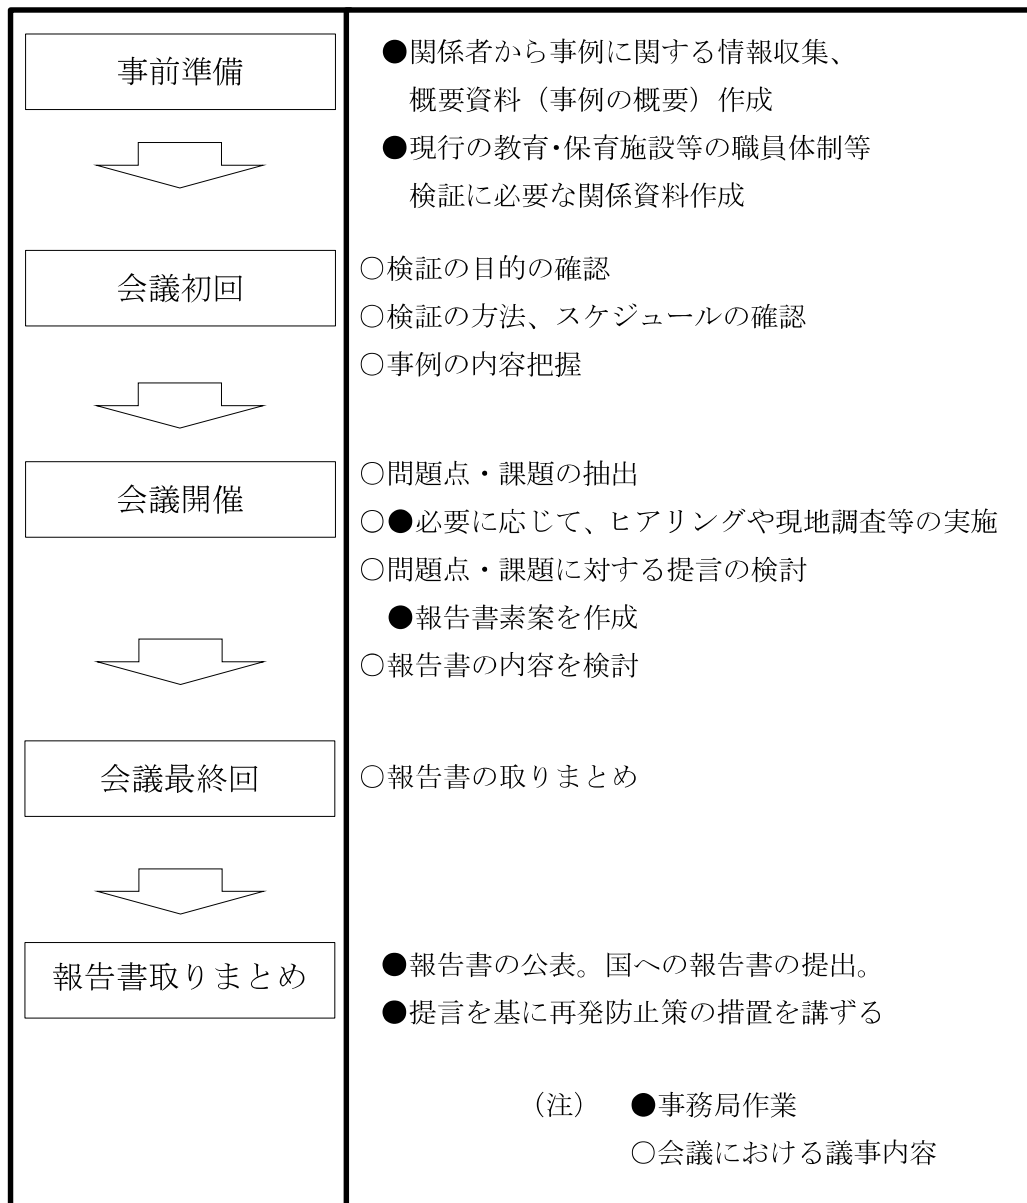 事前準備
●関係者から事例に関する情報収集、
概要資料（事例の概要）作成
●現行の教育・保育施設等の職員体制等
検証に必要な関係資料作成
会議初回
○検証の目的の確認
○検証の方法、スケジュールの確認
○事例の内容把握
会議開催
○問題点・課題の抽出
○●必要に応じて、ヒアリングや現地調査等の実施
○問題点・課題に対する提言の検討
●報告書素案を作成
○報告書の内容を検討
会議最終回
○報告書の取りまとめ
報告書取りまとめ
●報告書の公表。国への報告書の提出。
●提言を基に再発防止策の措置を講ずる
（注）　●事務局作業
○会議における議事内容